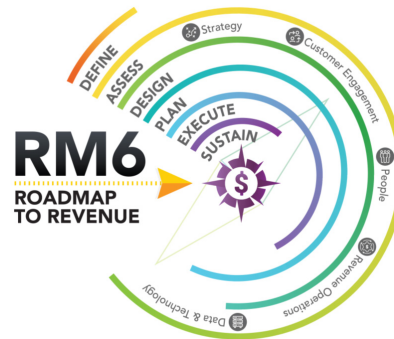 DEFINE
ASSESS
DESIGN
PLAN
EXECUTE
SUSTAIN
RM6
ROADMAP
TO REVENUE
$
Strategy
Customer Engagement
People
Revenue Operations
Data & Technology